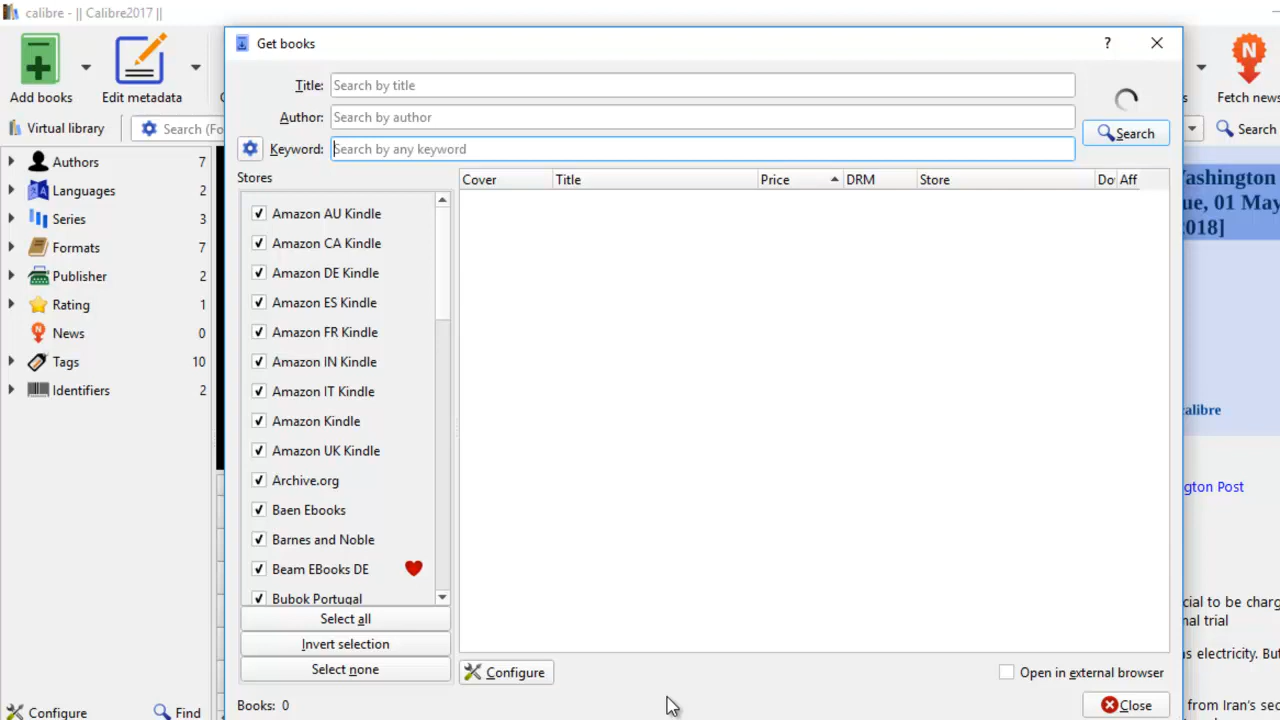 calibre - || Calibre2017 ||
Add books
Edit metadata
Fetch news
Virtual library
Search (Fo
Search
Authors 7
Languages 2
Series 3
Formats 7
Publisher 2
Rating 1
News 0
Tags 10
Identifiers 2
Configure
Find
Get books
?
Title: Search by title
Author: Search by author
Keyword: Search by any keyword
Search
Stores
Amazon AU Kindle
Amazon CA Kindle
Amazon DE Kindle
Amazon ES Kindle
Amazon FR Kindle
Amazon IN Kindle
Amazon IT Kindle
Amazon Kindle
Amazon UK Kindle
Archive.org
Baen Ebooks
Barnes and Noble
Beam EBooks DE
Bubok Portugal
Select all
Invert selection
Select none
Books: 0
Cover Title Price DRM Store Do Aff
Configure
Open in external browser
Close
ashington
ue, 01 May
2018]
calibre
gton Post
cial to be charg
nal trial
s electricity. But
from Iran's sec